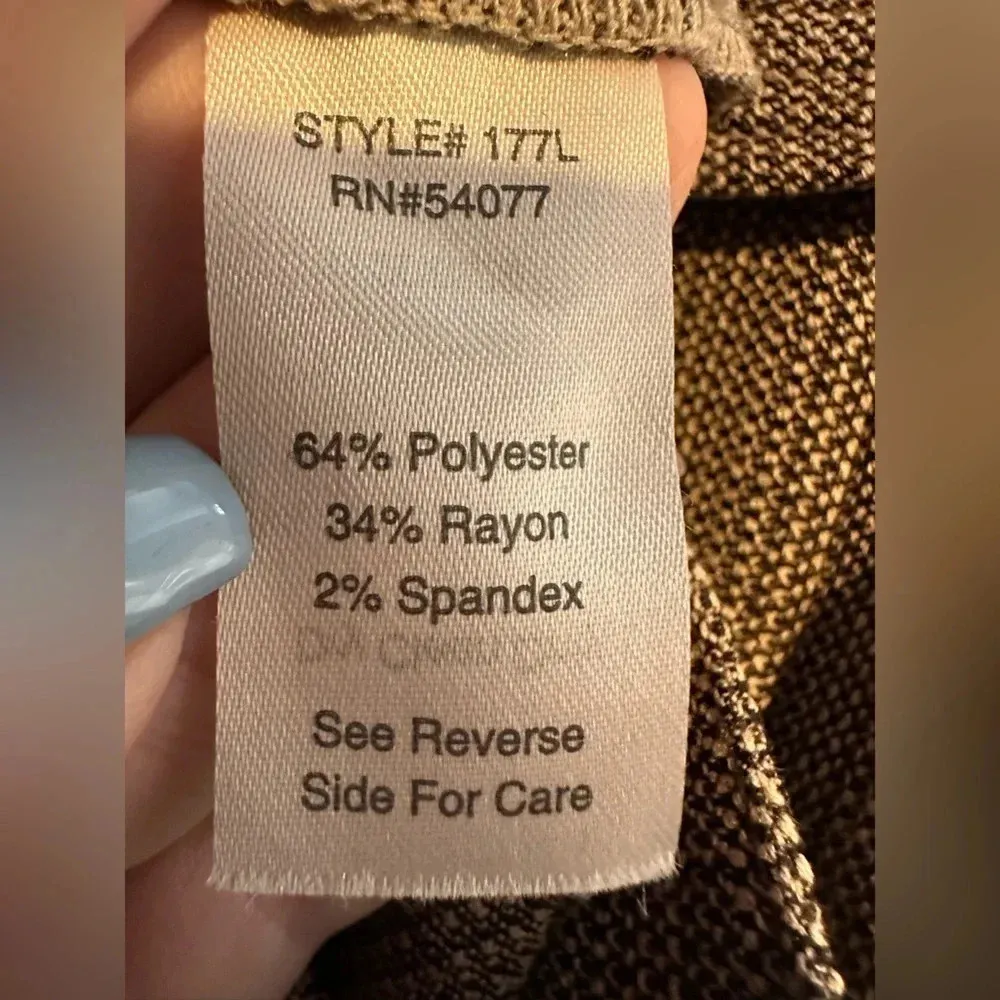 STYLE# 177L
RN#54077
64% Polyester
34% Rayon
2% Spandex
See Reverse
Side For Care